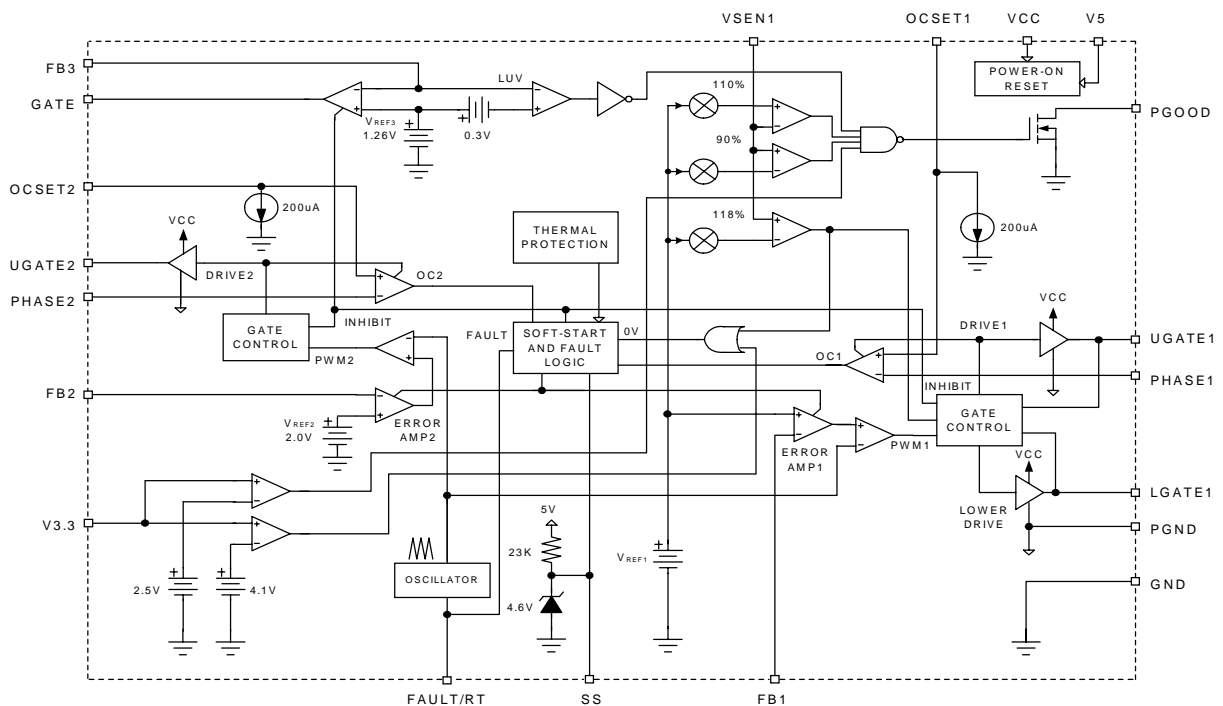 VSEN1
OCSET1
VCC
V5
FB3
GATE
LUV
110%
POWER-ON
RESET
PGOOD
VREF3
1.26V
0.3V
90%
OCSET2
200uA
VCC
THERMAL
PROTECTION
118%
200uA
UGATE2
DRIVE2
OC2
PHASE2
VCC
GATE
CONTROL
INHIBIT
FAULT
SOFT-START
AND FAULT
LOGIC
0V
DRIVE1
UGATE1
PWM2
OC1
PHASE1
FB2
INHIBIT
GATE
CONTROL
VREF2
2.0V
ERROR
AMP2
ERROR
AMP1
PWM1
VCC
LGATE1
LOWER
DRIVE
V3.3
5V
PGND
23K
VREF1
OSCILLATOR
2.5V
4.1V
4.6V
GND
FAULT/RT
SS
FB1